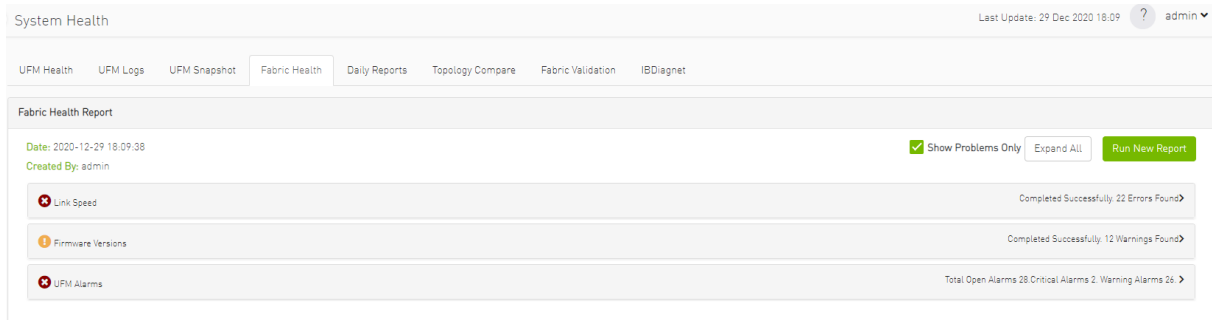 System Health
Last Update: 29 Dec 2020 18:09 ? admin
UFM Health UFM Logs UFM Snapshot Fabric Health Daily Reports Topology Compare Fabric Validation IBDiagnet
Fabric Health Report
Date: 2020-12-29 18:09:38
Show Problems Only Expand All Run New Report
Created By: admin
Link Speed Completed Successfully. 22 Errors Found
Firmware Versions Completed Successfully. 12 Warnings Found
UFM Alarms Total Open Alarms 28.Critical Alarms 2. Warning Alarms 26.